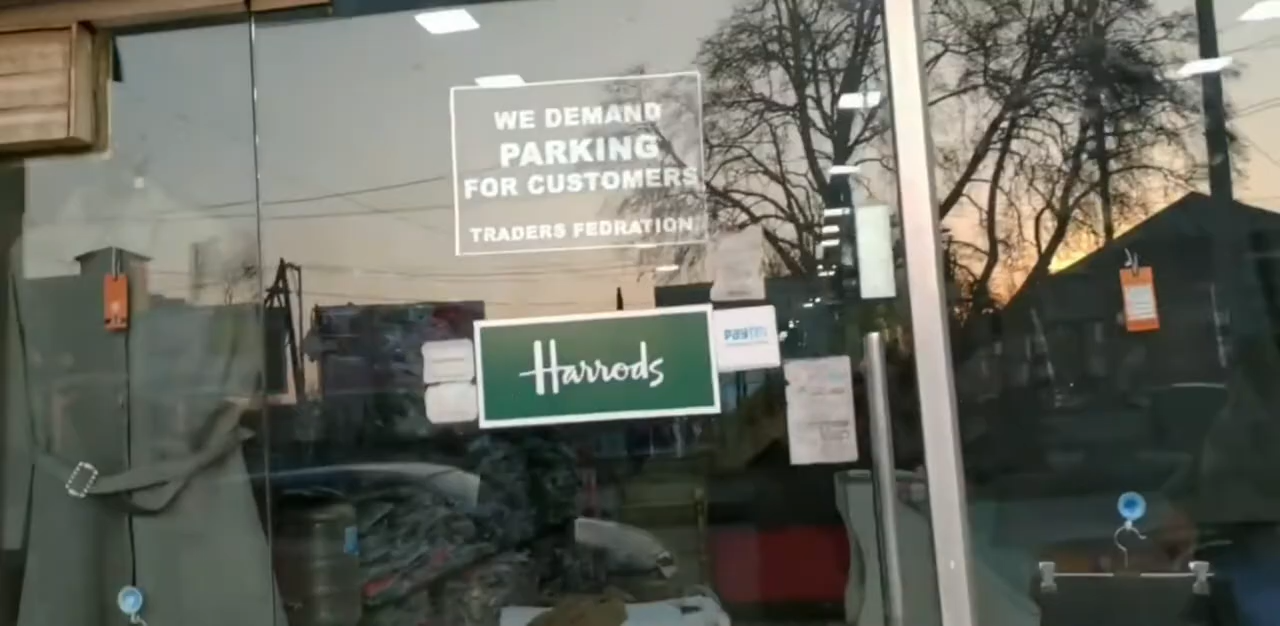 WE DEMAND
PARKING
FOR CUSTOMERS
TRADERS FEDRATION
Harrods
paytm